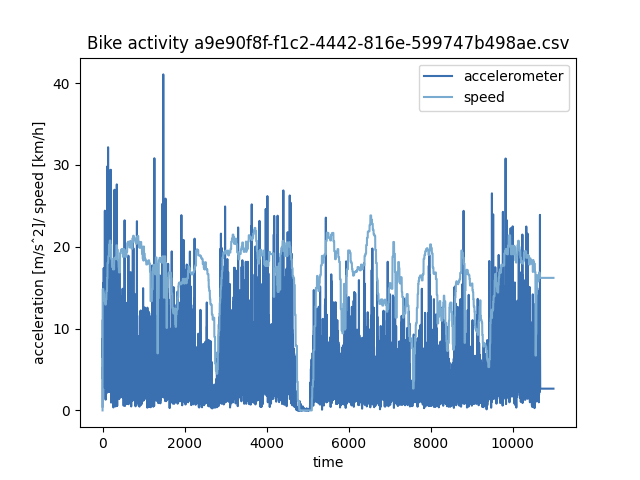 Bike activity a9e90f8f-f1c2-4442-816e-599747b498ae.csv
accelerometer
speed
acceleration [m/s´2]/ speed [km/h]
40
30
20
10
0
0 2000 4000 6000 8000 10000
time